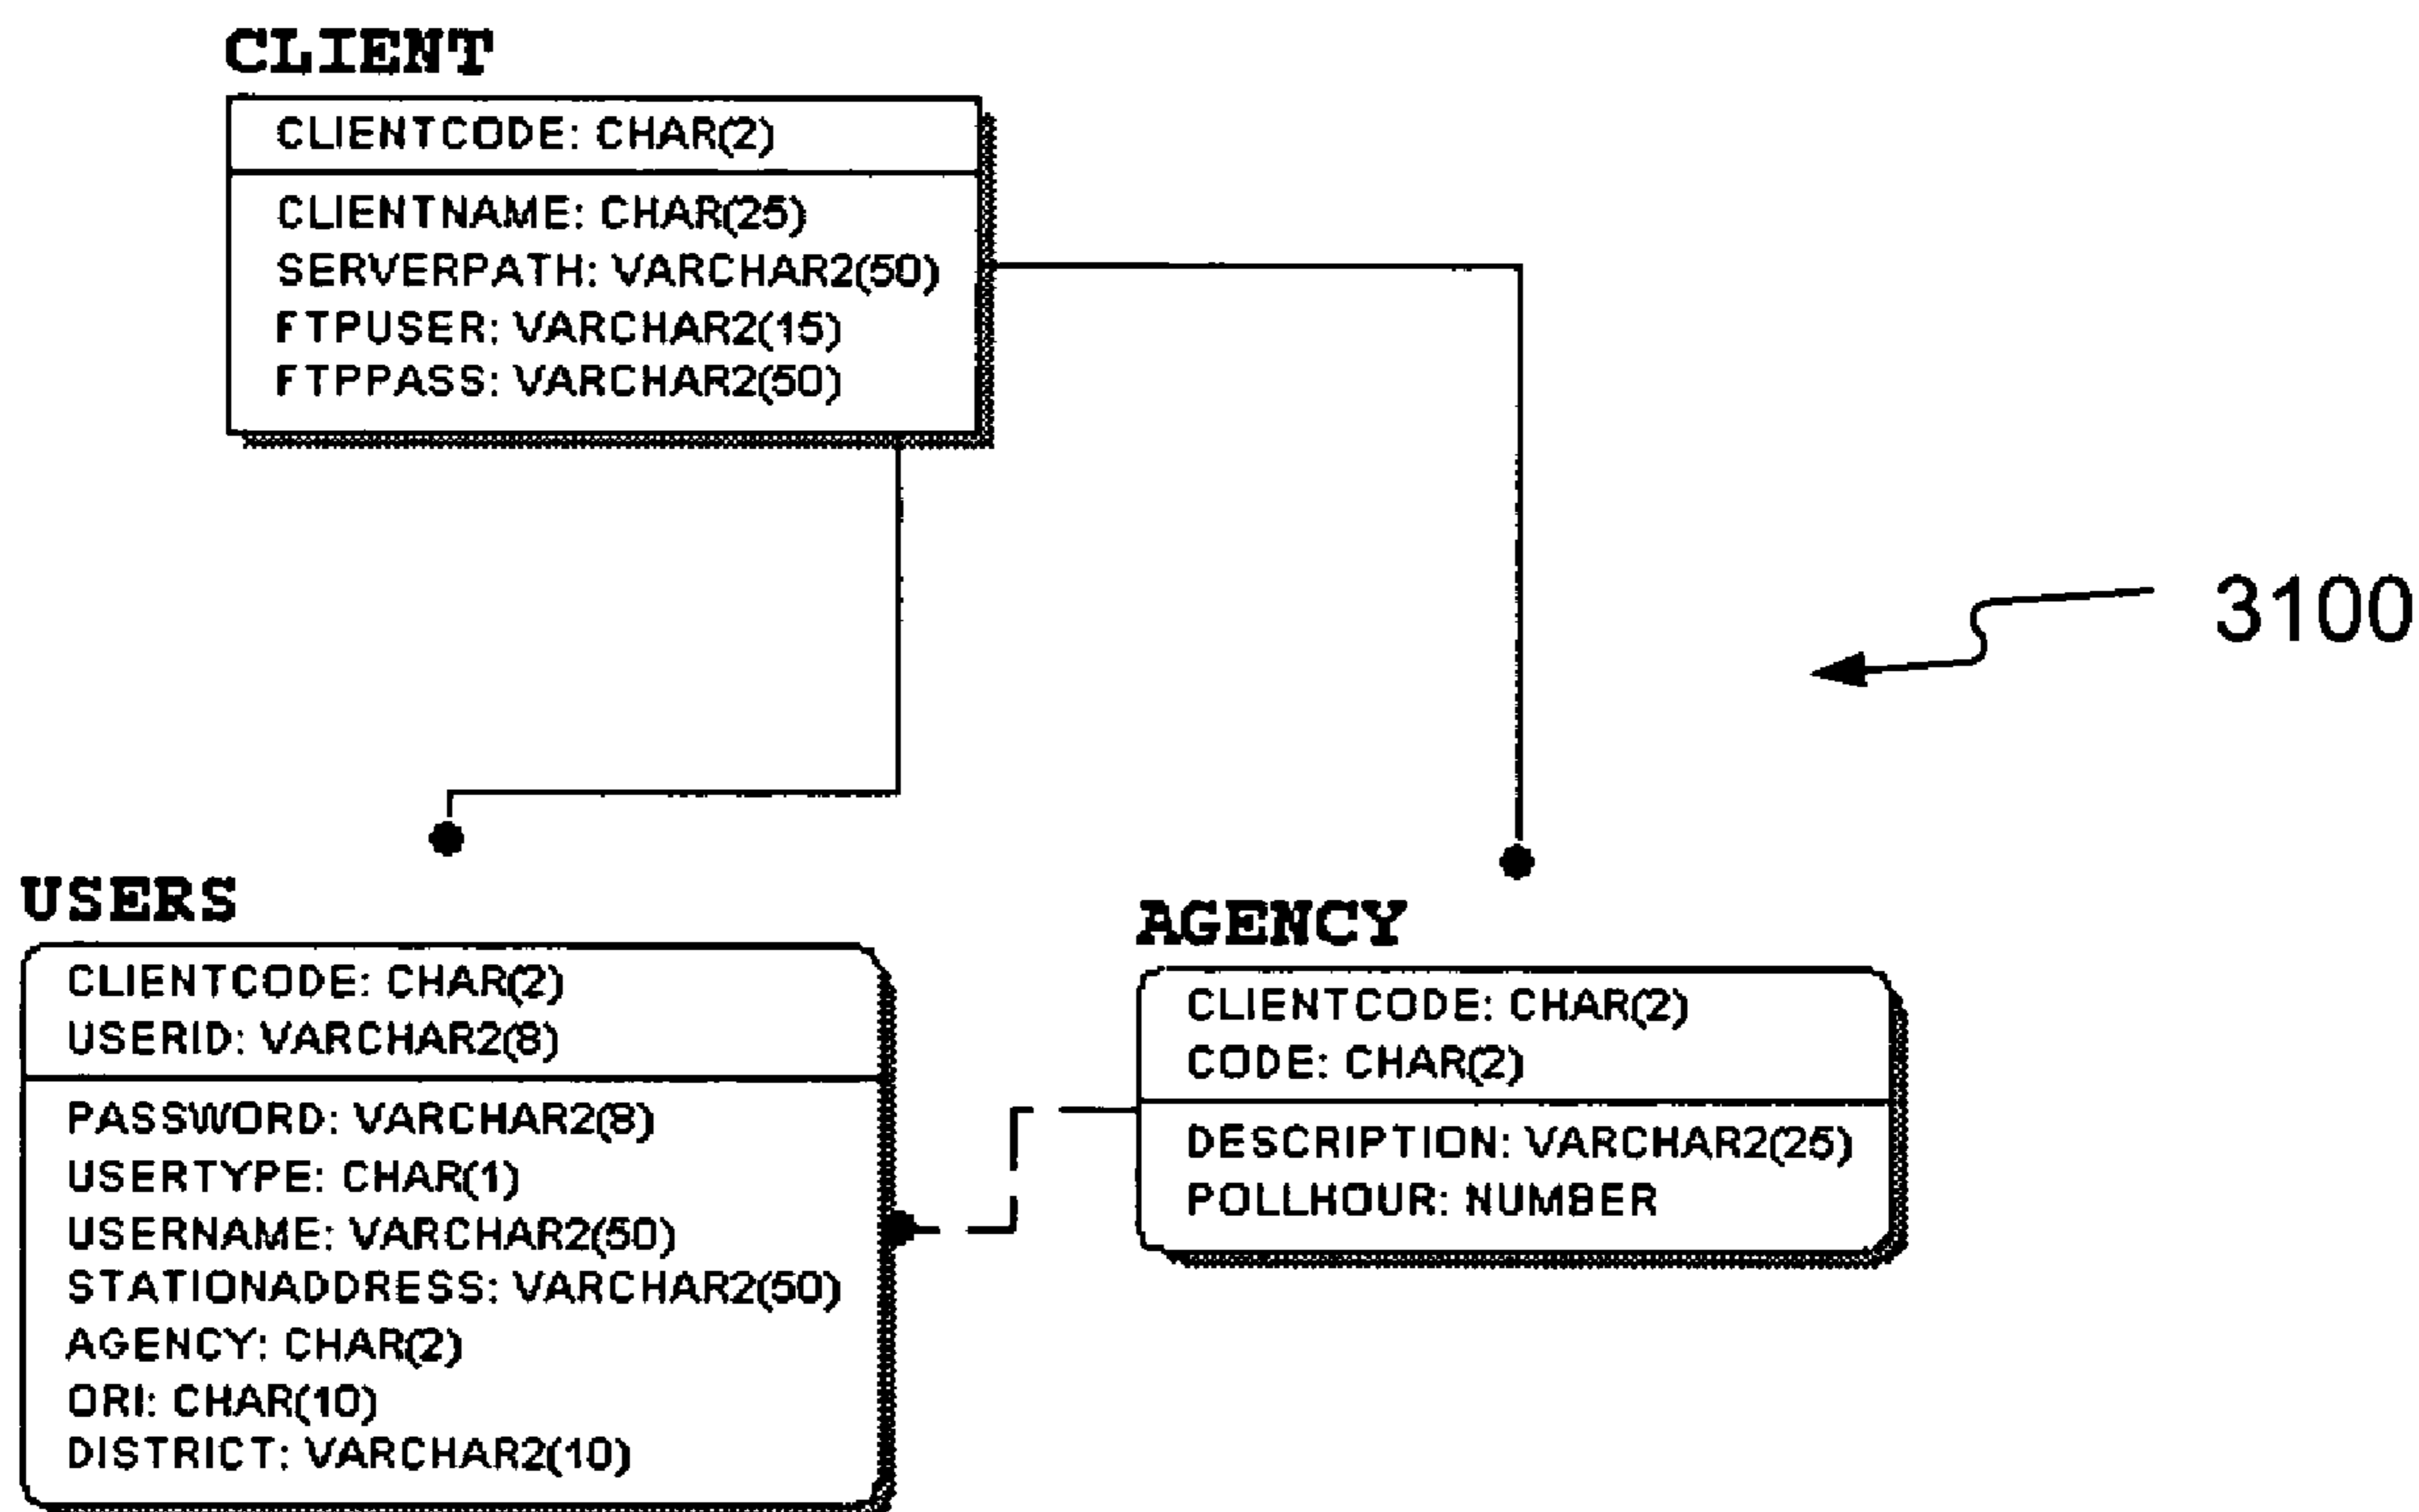 CLIENT
CLIENTCODE: CHAR(2)
CLIENTNAME: CHAR(25)
SERVERPATH: VARCHAR2(50)
FTPUSER: VARCHAR2(15)
FTPPASS: VARCHAR2(50)
3100
USERS
CLIENTCODE: CHAR(2)
USERID: VARCHAR2(8)
PASSWORD: VARCHAR2(8)
USERTYPE: CHAR(1)
USERNAME: VARCHAR2(50)
STATIONADDRESS: VARCHAR2(50)
AGENCY: CHAR(2)
ORI: CHAR(10)
DISTRICT: VARCHAR2(10)
AGENCY
CLIENTCODE: CHAR(2)
CODE: CHAR(2)
DESCRIPTION: VARCHAR2(25)
POLLHOUR: NUMBER